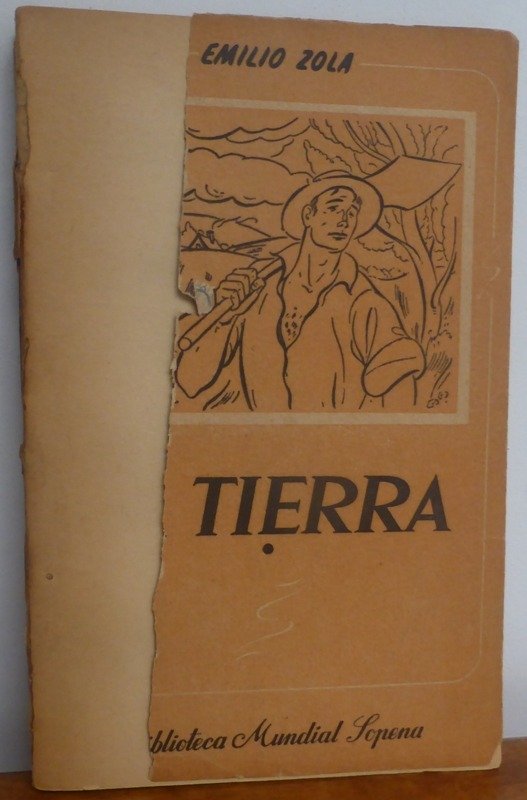 EMILIO ZOLA
TIERRA
iblioteca Mundial Sopena